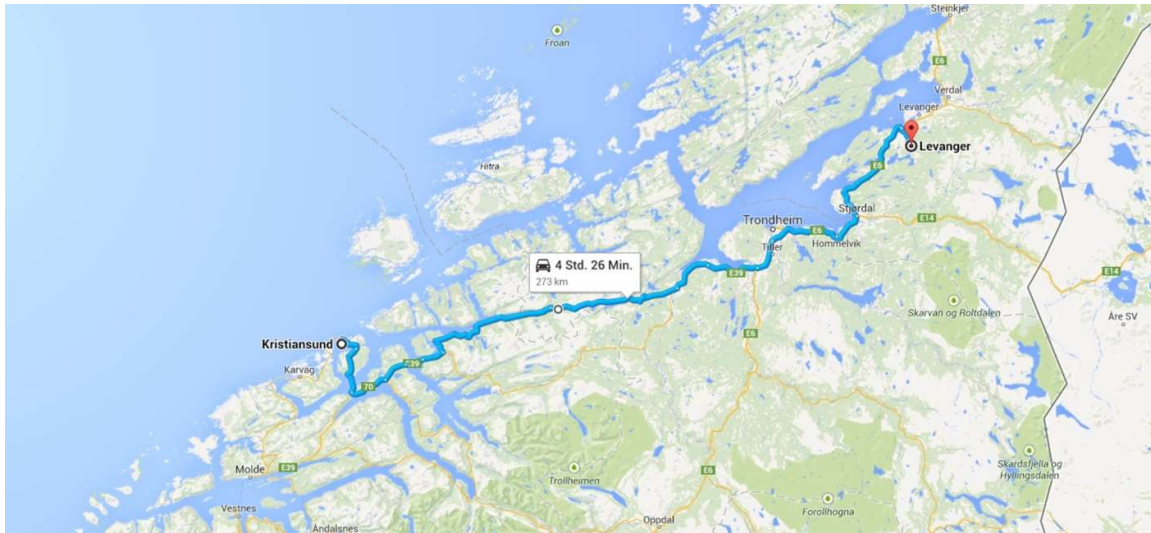 Steinkjer
Froan
E6
Verdal
Levanger
Levanger
Hitra
E6
Stjørdal
Trondheim
E14
E6
Tiller
Hommelvik
4 Std. 26 Min.
273 km
E39
E14
Skarvan og Roltdalen
Åre SV
E6
Kristiansund
Karvag
E39
70
Molde
E39
Trollheimen
E6
Skardsfjella og
Hyllingsdalen
Vestnes
Forollhogna
Åndalsnes
Oppdal